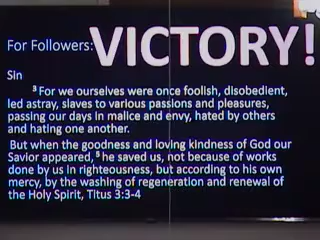 For Followers: VICTORY!
Sin
3 For we ourselves were once foolish, disobedient,
led astray, slaves to various passions and pleasures,
passing our days in malice and envy, hated by others
and hating one another.
But when the goodness and loving kindness of God our
Savior appeared, 5 he saved us, not because of works
done by us in righteousness, but according to his own
mercy, by the washing of regeneration and renewal of
the Holy Spirit, Titus 3:3-4